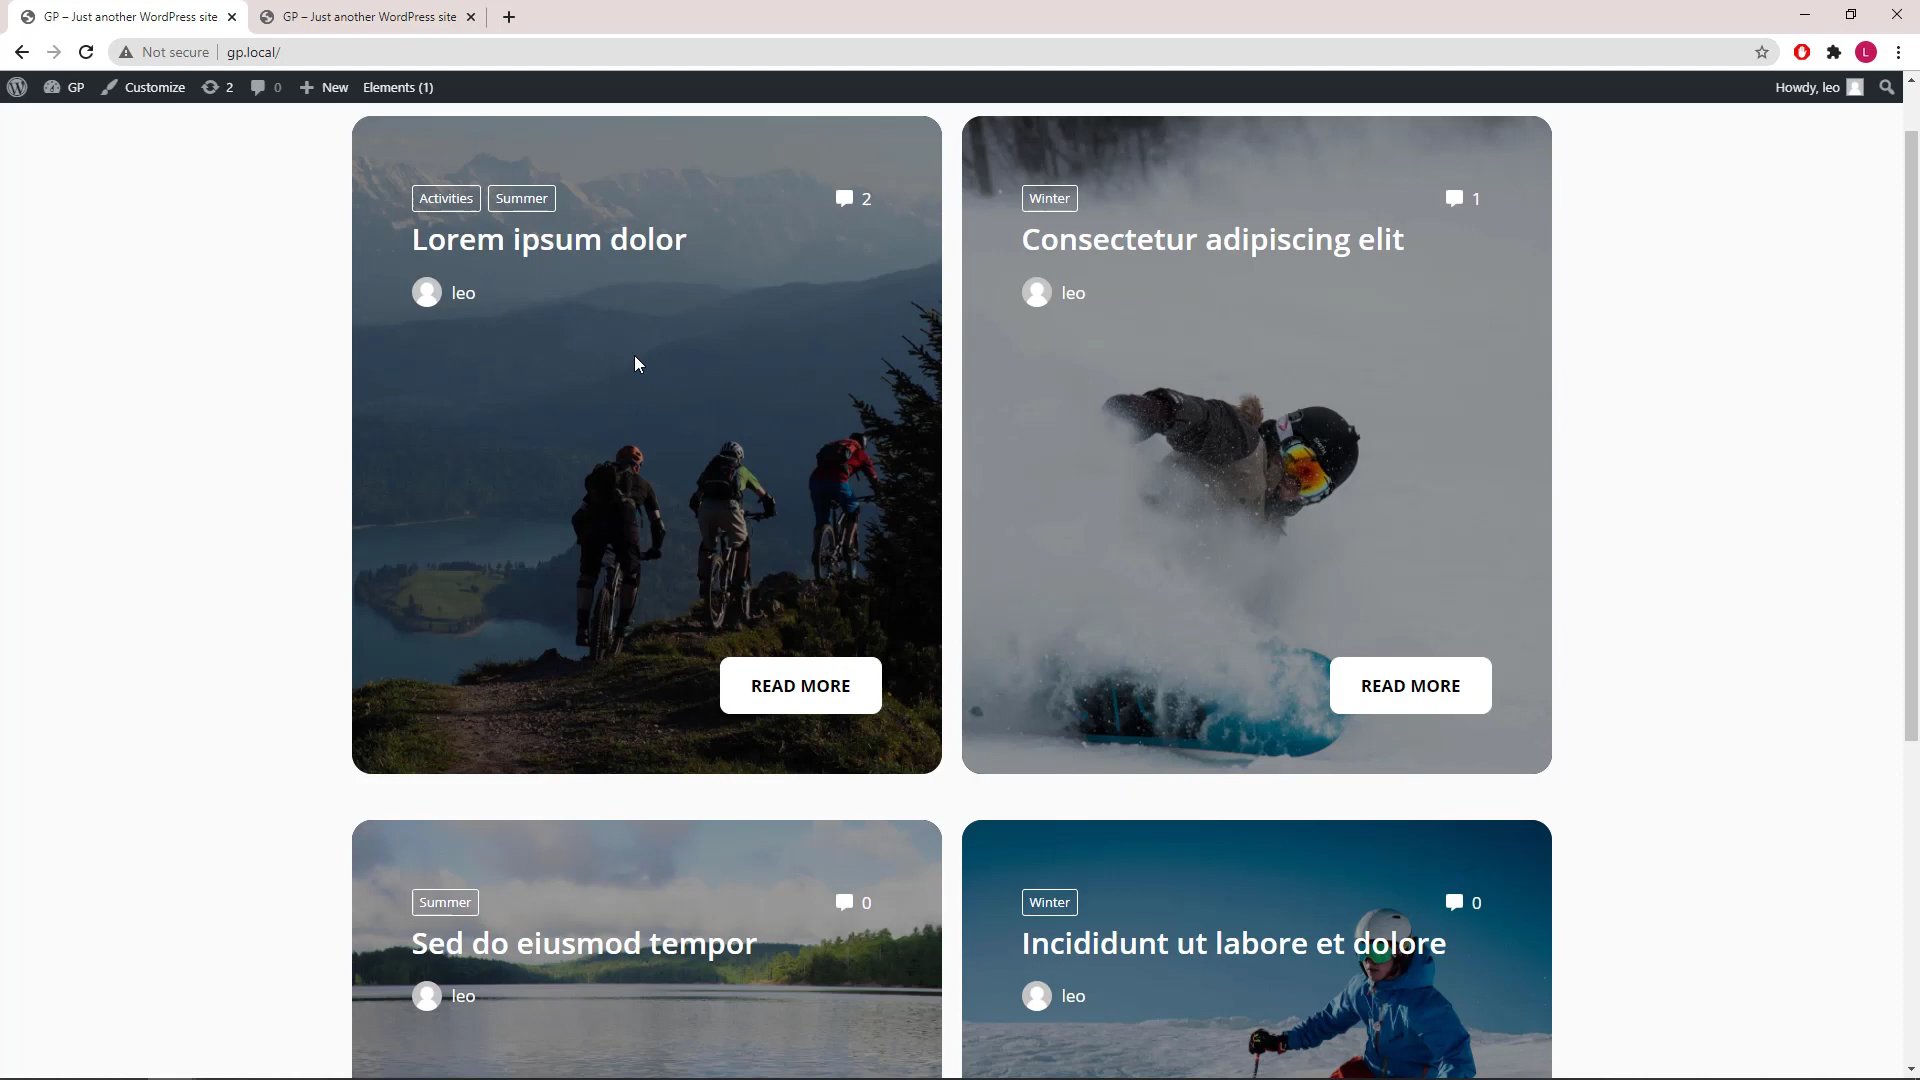 GP – Just another WordPress site
GP – Just another WordPress site
Not secure
gp.local/
L
GP
Customize
2
0
New
Elements (1)
Howdy, leo
Activities
Summer
2
Lorem ipsum dolor
leo
READ MORE
Winter
1
Consectetur adipiscing elit
leo
READ MORE
Summer
0
Sed do eiusmod tempor
leo
Winter
0
Incididunt ut labore et dolore
leo